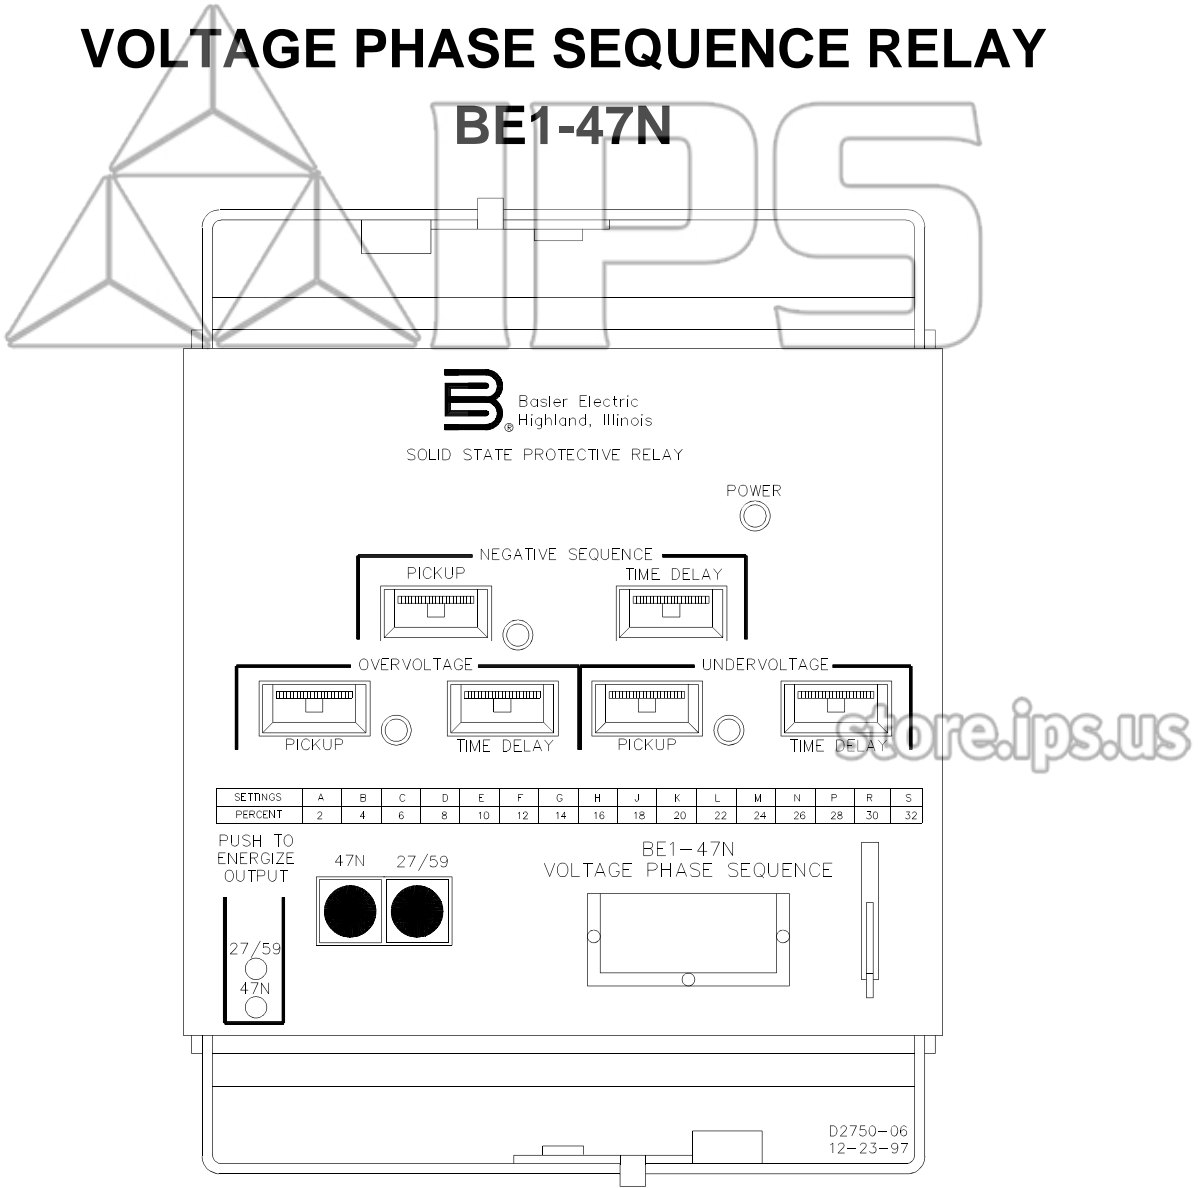 VOLTAGE PHASE SEQUENCE RELAY
BE1-47N
IPS
Basler Electric
Highland, Illinois
®
SOLID STATE PROTECTIVE RELAY
POWER
NEGATIVE SEQUENCE
PICKUP TIME DELAY
OVERVOLTAGE UNDERVOLTAGE
PICKUP TIME DELAY PICKUP TIME DELAY
store.ips.us
SETTINGS A B C D E F G H J K L M N P R S
PERCENT 2 4 6 8 10 12 14 16 18 20 22 24 26 28 30 32
PUSH TO
ENERGIZE
OUTPUT
47N 27/59
BE1-47N
VOLTAGE PHASE SEQUENCE
27/59
47N
D2750-06
12-23-97